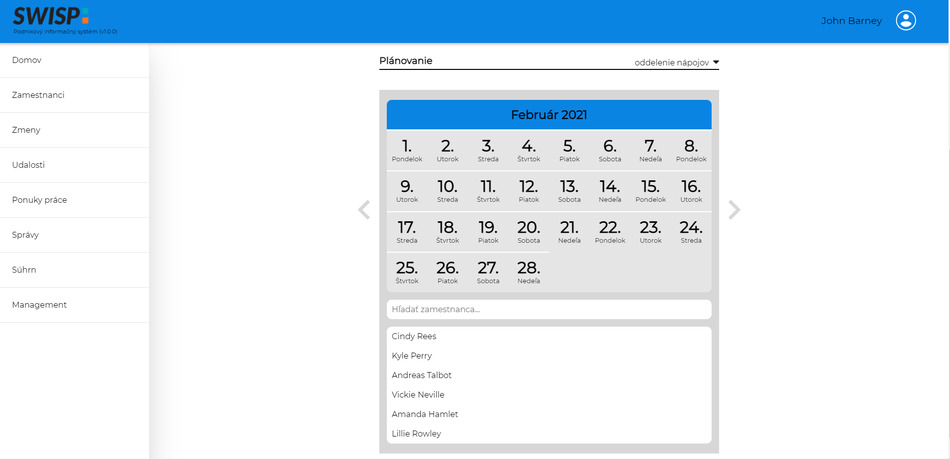 SWISP
Podnikový informačný systém (v1.0.0)
John Barney
Domov
Zamestnanci
Zmeny
Udalosti
Ponuky práce
Správy
Súhrn
Management
Plánovanie
oddelenie nápojov
Február 2021
1. 2. 3. 4. 5. 6. 7. 8.
Pondelok Utorok Streda Štvrtok Piatok Sobota Nedeľa Pondelok
9. 10. 11. 12. 13. 14. 15. 16.
Utorok Streda Štvrtok Piatok Sobota Nedeľa Pondelok Utorok
17. 18. 19. 20. 21. 22. 23. 24.
Streda Štvrtok Piatok Sobota Nedeľa Pondelok Utorok Streda
25. 26. 27. 28.
Štvrtok Piatok Sobota Nedeľa
Hľadať zamestnanca...
Cindy Rees
Kyle Perry
Andreas Talbot
Vickie Neville
Amanda Hamlet
Lillie Rowley